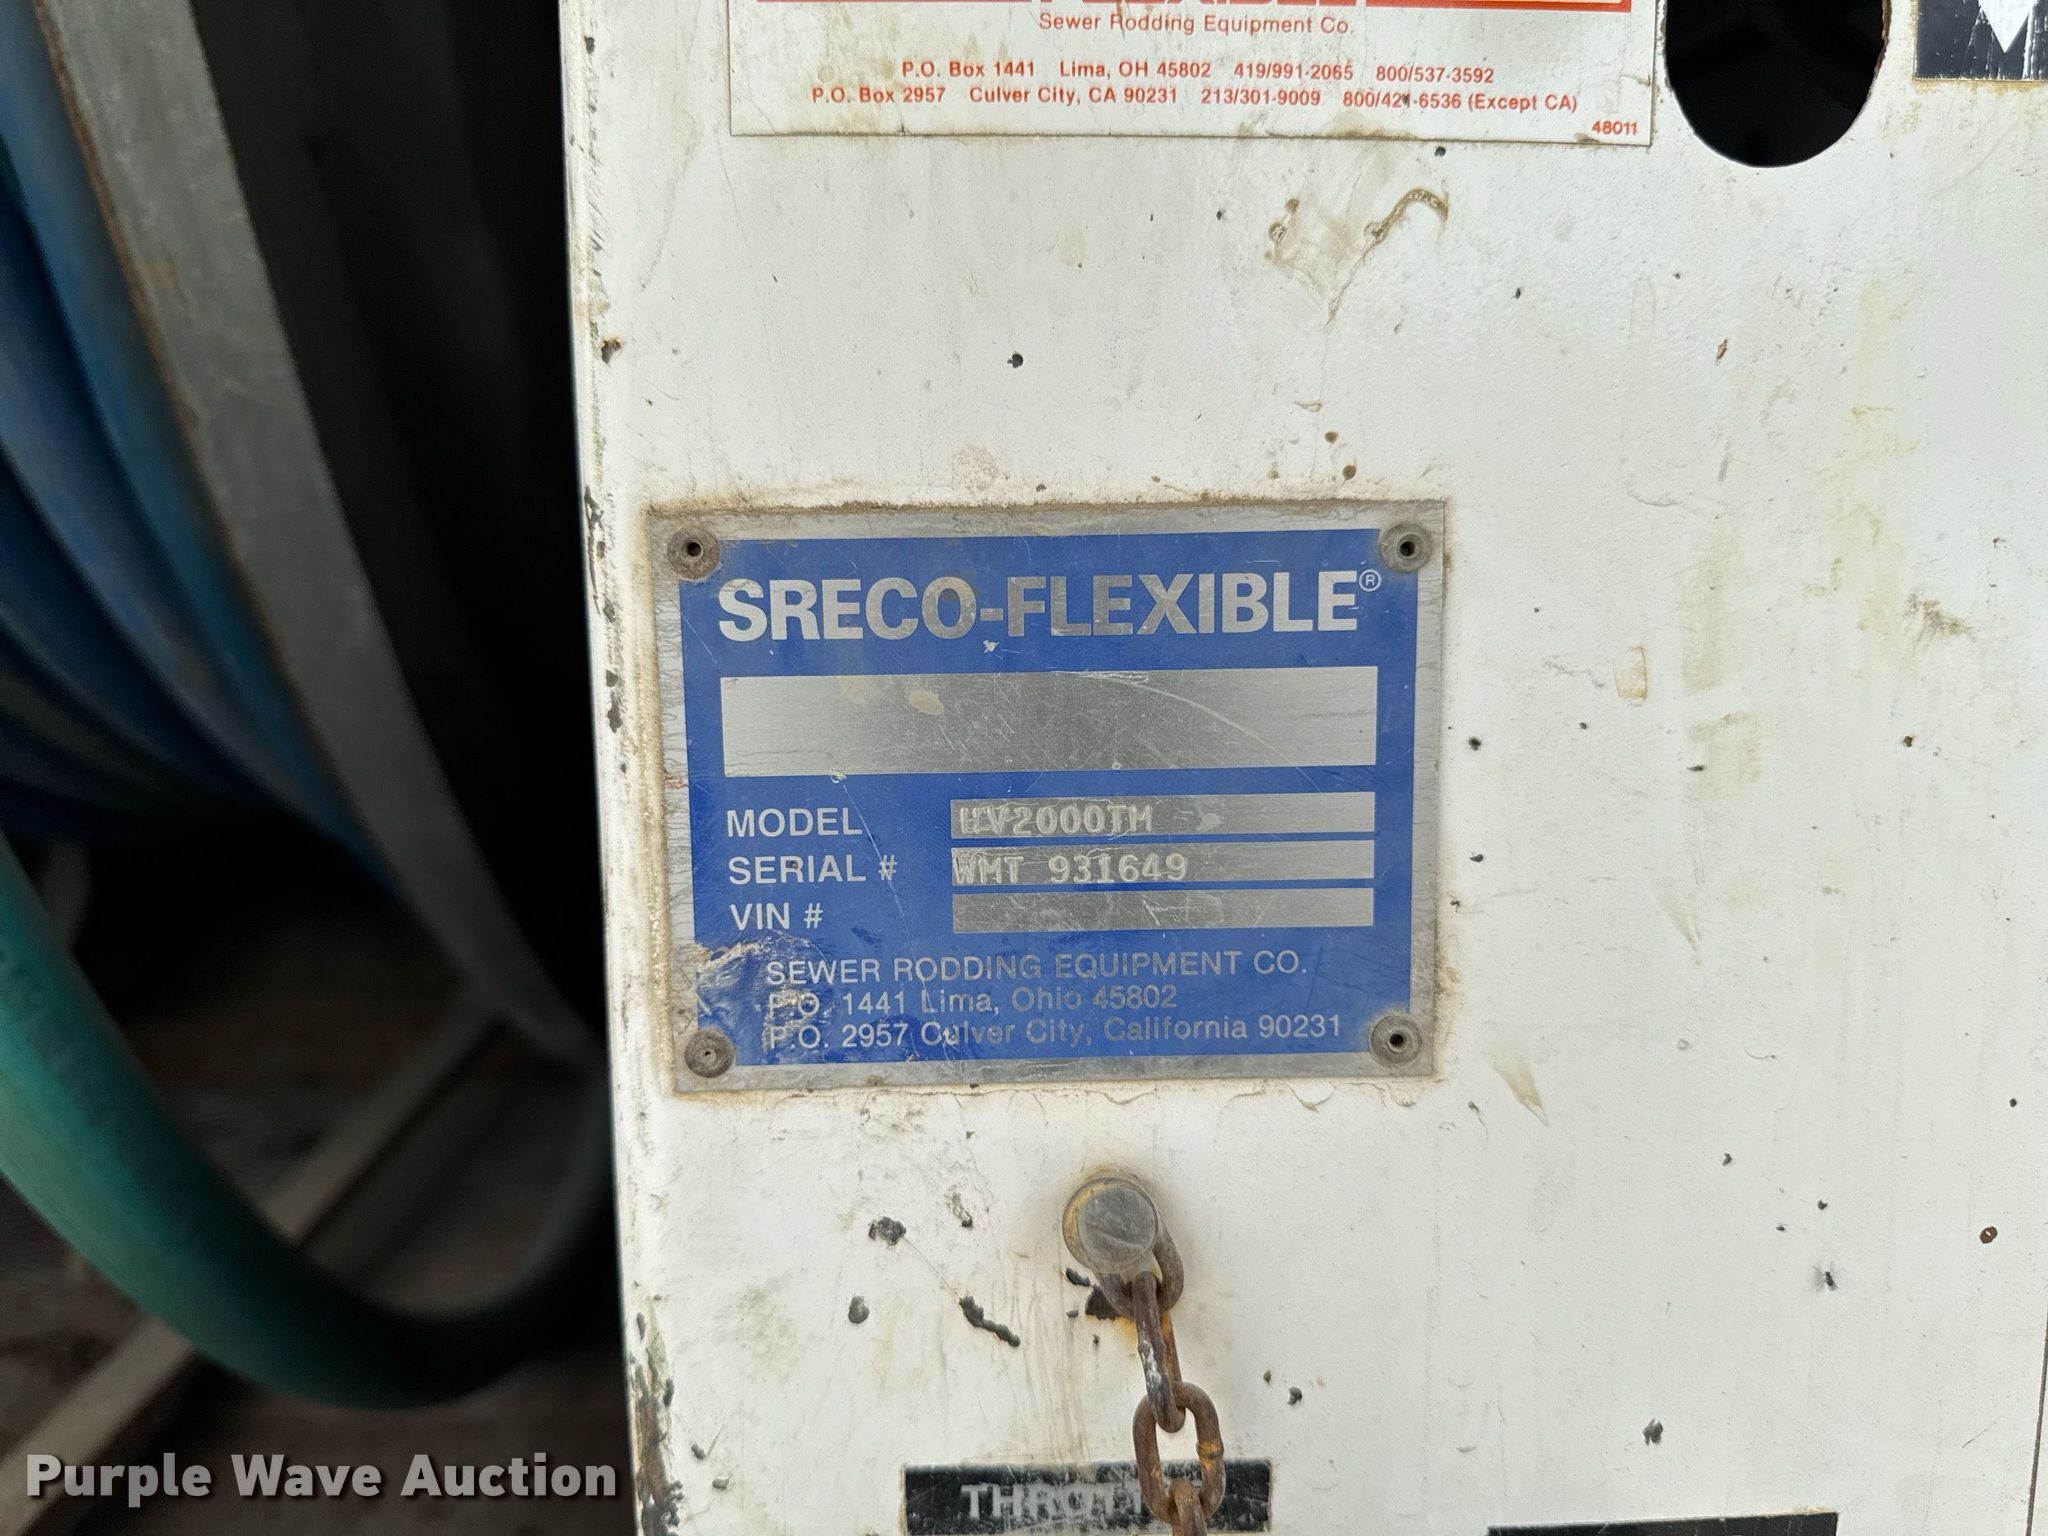 Sewer Rodding Equipment Co.
P.O. Box 1441 Lima, OH 45802 419/991-2065 800/537-3592
P.O. Box 2957 Culver City, CA 90231 213/301-9009 800/421-6536 (Except CA)
48011
SRECO-FLEXIBLE®
MODEL HV2000TM
SERIAL # WMT 931649
VIN #
SEWER RODDING EQUIPMENT CO.
P.O. 1441 Lima, Ohio 45802
P.O. 2957 Culver City, California 90231
THROTTLE
Purple Wave Auction